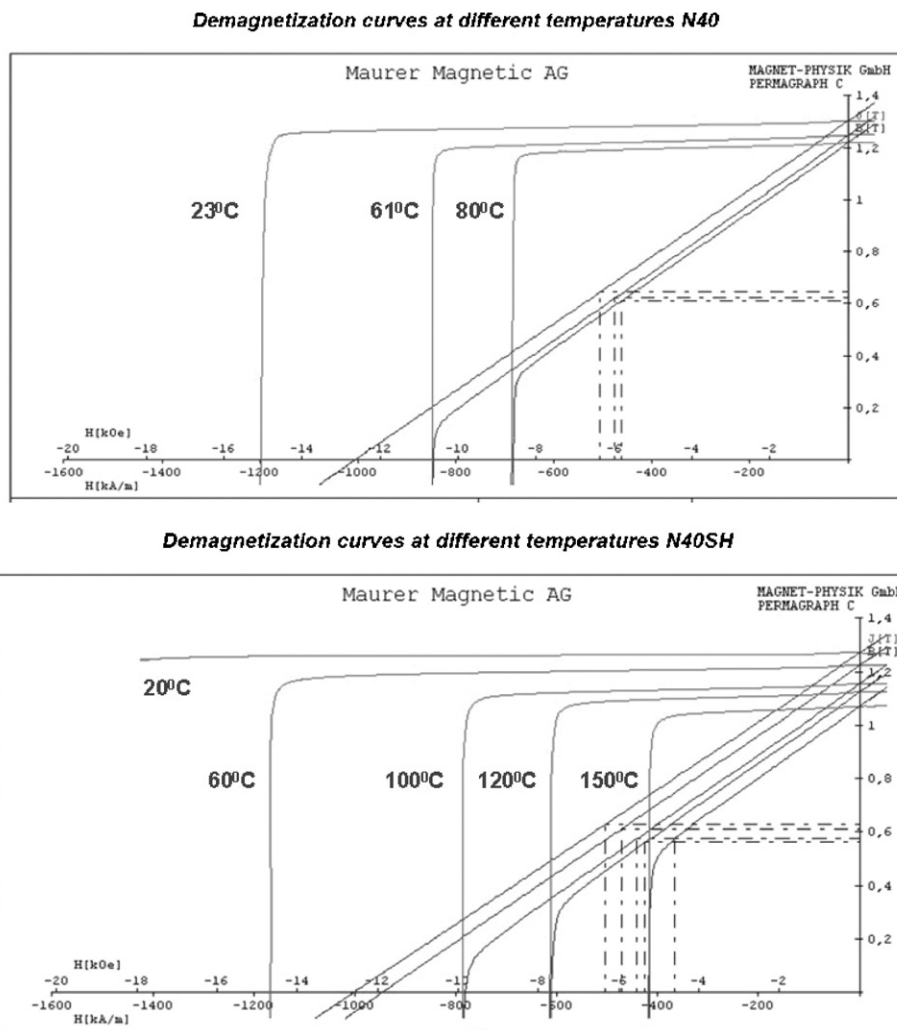 Demagnetization curves at different temperatures N40
Maurer Magnetic AG
MAGNET-PHYSIK GmbH
PERMAGRAPH C
1,4
J[T]
B[T]
1,2
23⁰C 61⁰C 80⁰C
1
0,8
0,6
0,4
0,2
H[kOe]
-20 -18 -16 -14 -12 -10 -8 -6 -4 -2
-1600 -1400 -1200 -1000 -800 -600 -400 -200
H[kA/m]
Demagnetization curves at different temperatures N40SH
Maurer Magnetic AG
MAGNET-PHYSIK GmbH
PERMAGRAPH C
1,4
J[T]
B[T]
1,2
20⁰C
1
60⁰C 100⁰C 120⁰C 150⁰C
0,8
0,6
0,4
0,2
H[kOe]
-20 -18 -16 -14 -12 -10 -8 -6 -4 -2
-1600 -1400 -1200 -1000 -800 -600 -400 -200
H[kA/m]